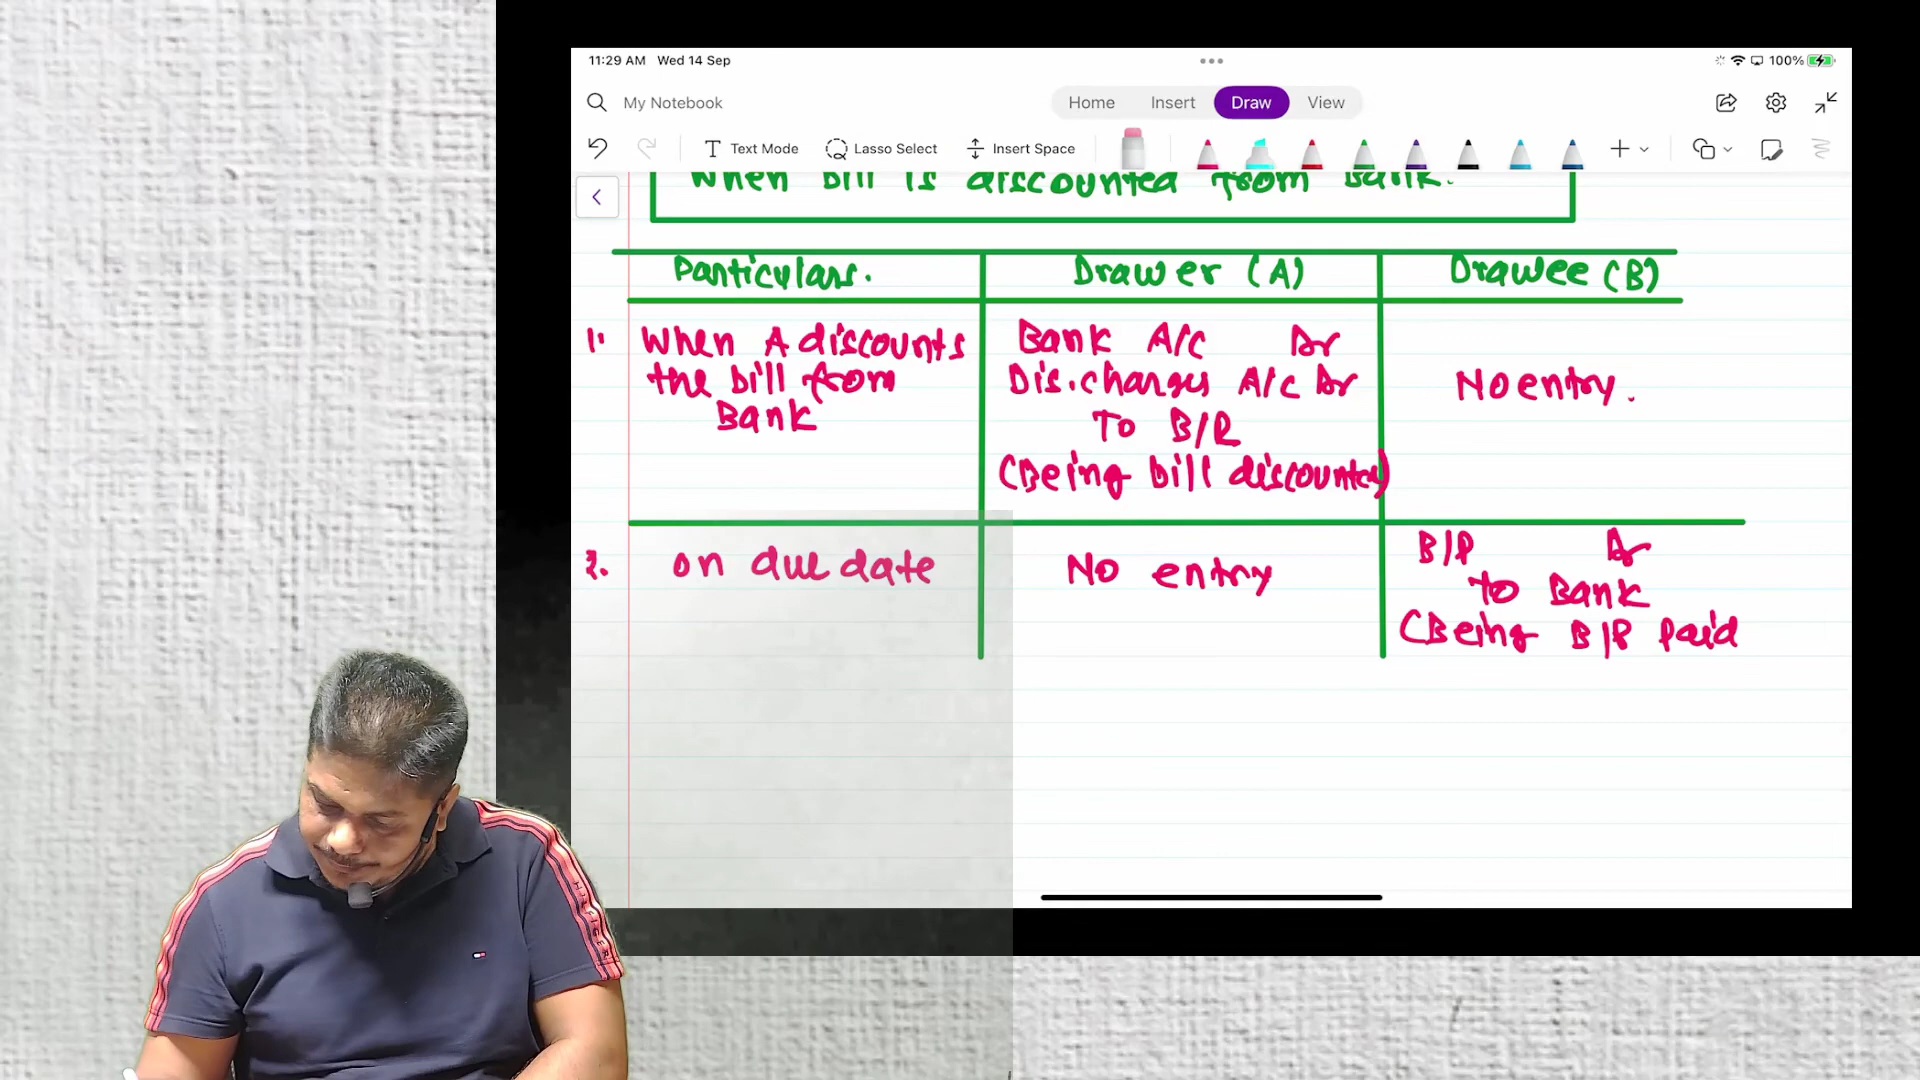 11:29 AM Wed 14 Sep
100%
My Notebook
Home Insert Draw View
Text Mode Lasso Select Insert Space
When bill is discounted from Bank.
Particulars. Drawer (A) Drawee (B)
1. When A discounts
the bill from
Bank
Bank A/c Dr
Dis.charges A/c Dr
To B/R
(Being bill discounted)
No entry.
2. on due date
No entry
B/P Dr
to Bank
(Being B/P paid